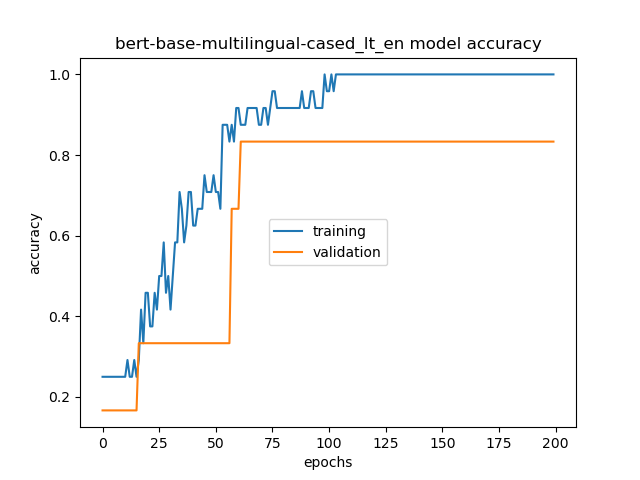 bert-base-multilingual-cased_lt_en model accuracy
1.0
0.8
0.6
0.4
0.2
accuracy
training
validation
0 25 50 75 100 125 150 175 200
epochs